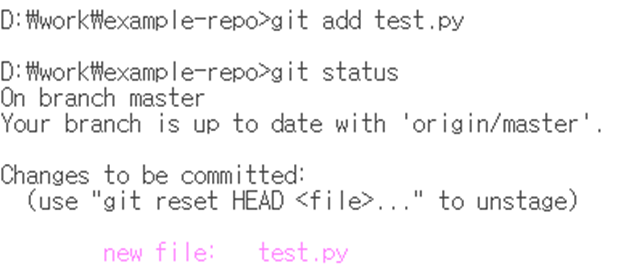 D:₩work₩example-repo>git add test.py
D:₩work₩example-repo>git status
On branch master
Your branch is up to date with 'origin/master'.
Changes to be committed:
(use "git reset HEAD <file>..." to unstage)
new file: test.py